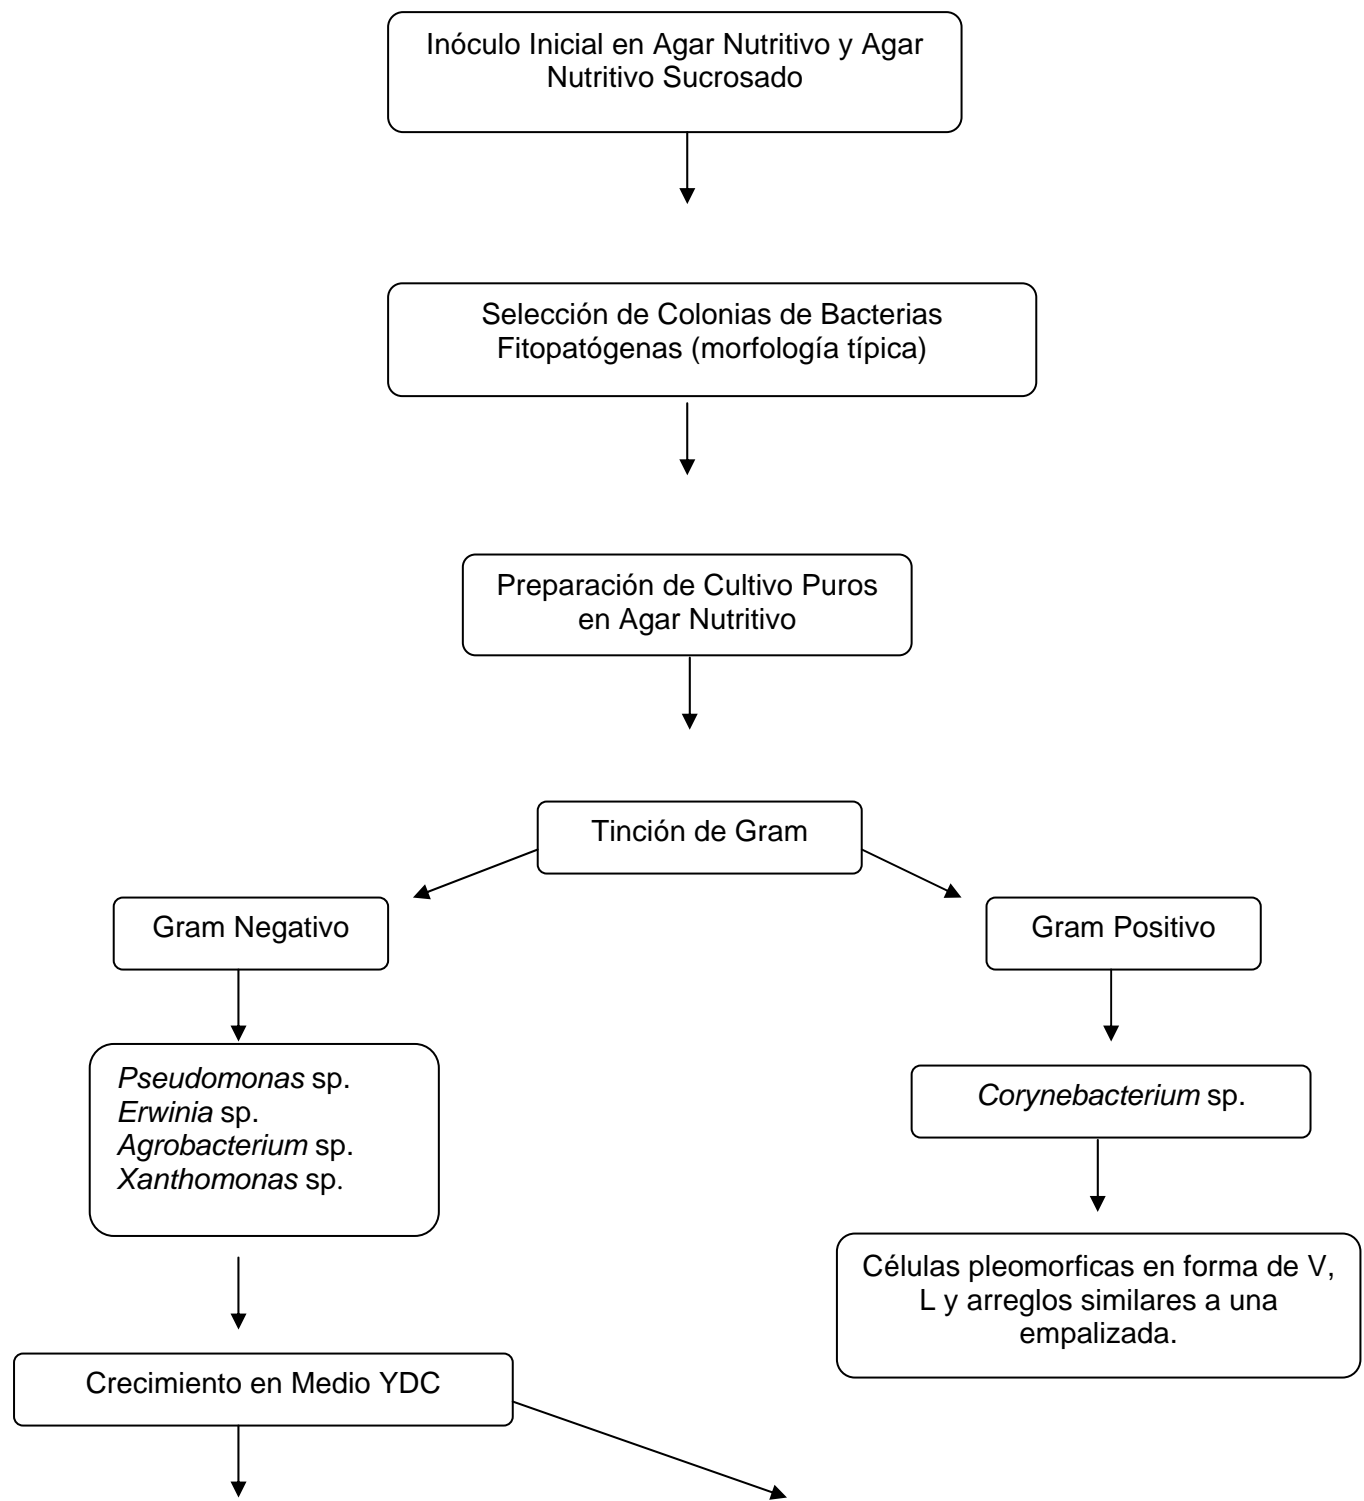 Inóculo Inicial en Agar Nutritivo y Agar
Nutritivo Sucrosado
Selección de Colonias de Bacterias
Fitopatógenas (morfología típica)
Preparación de Cultivo Puros
en Agar Nutritivo
Tinción de Gram
Gram Negativo
Gram Positivo
Pseudomonas sp.
Erwinia sp.
Agrobacterium sp.
Xanthomonas sp.
Corynebacterium sp.
Células pleomorficas en forma de V,
L y arreglos similares a una
empalizada.
Crecimiento en Medio YDC